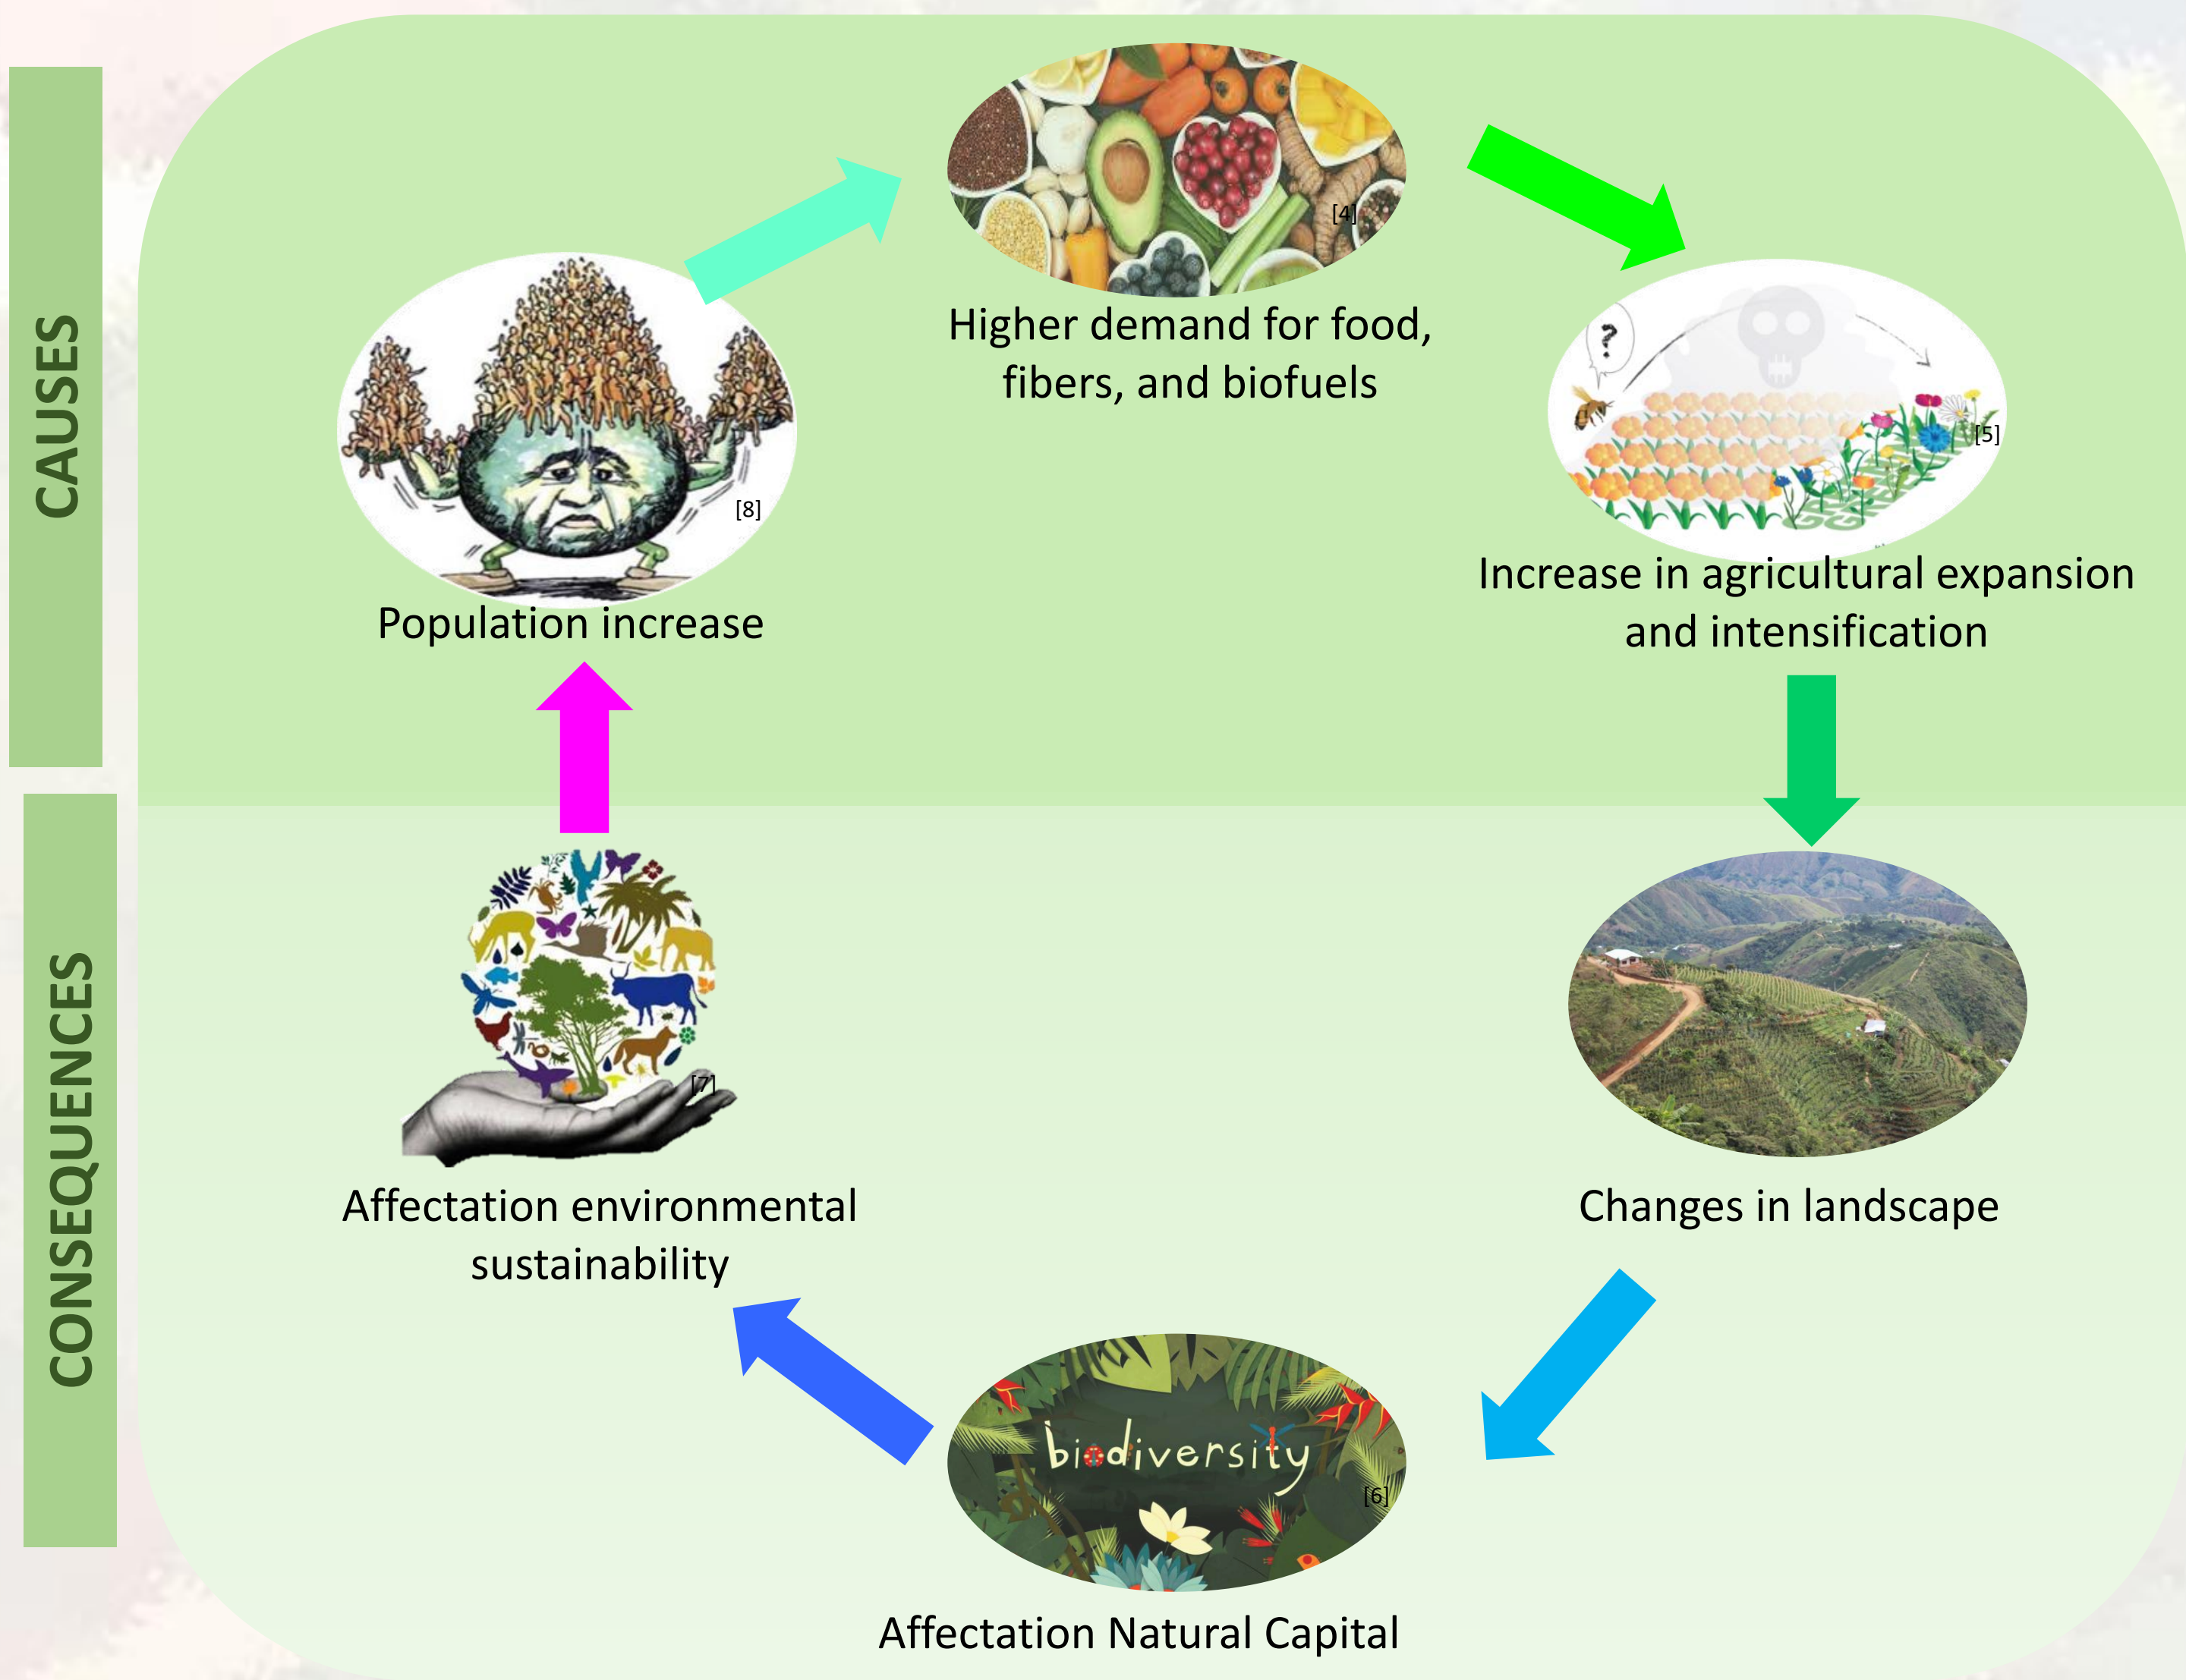 CAUSES
[4]
Higher demand for food,
fibers, and biofuels
?
[5]
Increase in agricultural expansion
and intensification
[8]
Population increase
CONSEQUENCES
[7]
Affectation environmental
sustainability
Changes in landscape
biodiversity
[6]
Affectation Natural Capital